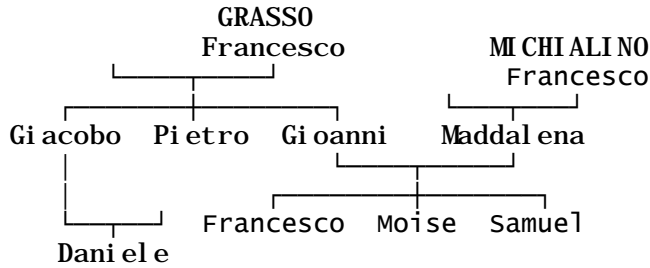 GRASSO
Francesco MICHIALINO
Francesco
Giacobo Pietro Gioanni Maddalena
Francesco Moise Samuel
Daniele